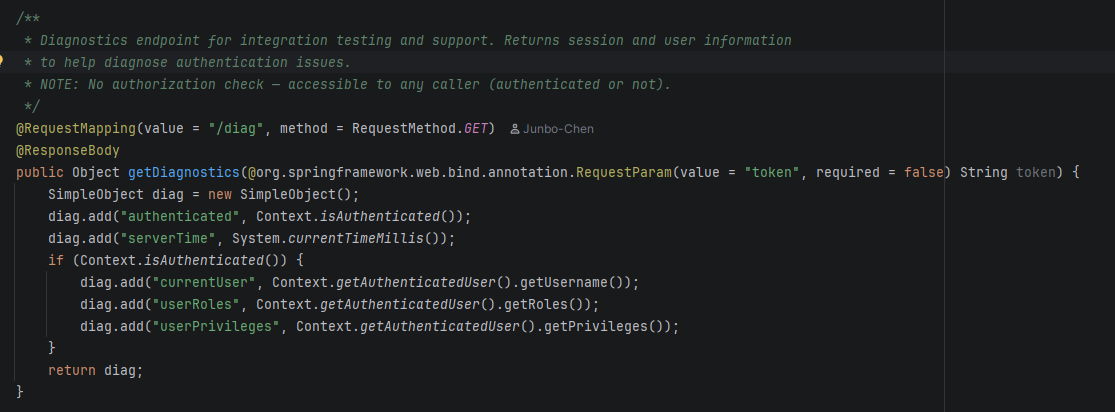 /**
 * Diagnostics endpoint for integration testing and support. Returns session and user information
 * to help diagnose authentication issues.
 * NOTE: No authorization check — accessible to any caller (authenticated or not).
 */
@RequestMapping(value = "/diag", method = RequestMethod.GET)  Junbo-Chen
@ResponseBody
public Object getDiagnostics(@org.springframework.web.bind.annotation.RequestParam(value = "token", required = false) String token) {
    SimpleObject diag = new SimpleObject();
    diag.add("authenticated", Context.isAuthenticated());
    diag.add("serverTime", System.currentTimeMillis());
    if (Context.isAuthenticated()) {
        diag.add("currentUser", Context.getAuthenticatedUser().getUsername());
        diag.add("userRoles", Context.getAuthenticatedUser().getRoles());
        diag.add("userPrivileges", Context.getAuthenticatedUser().getPrivileges());
    }
    return diag;
}